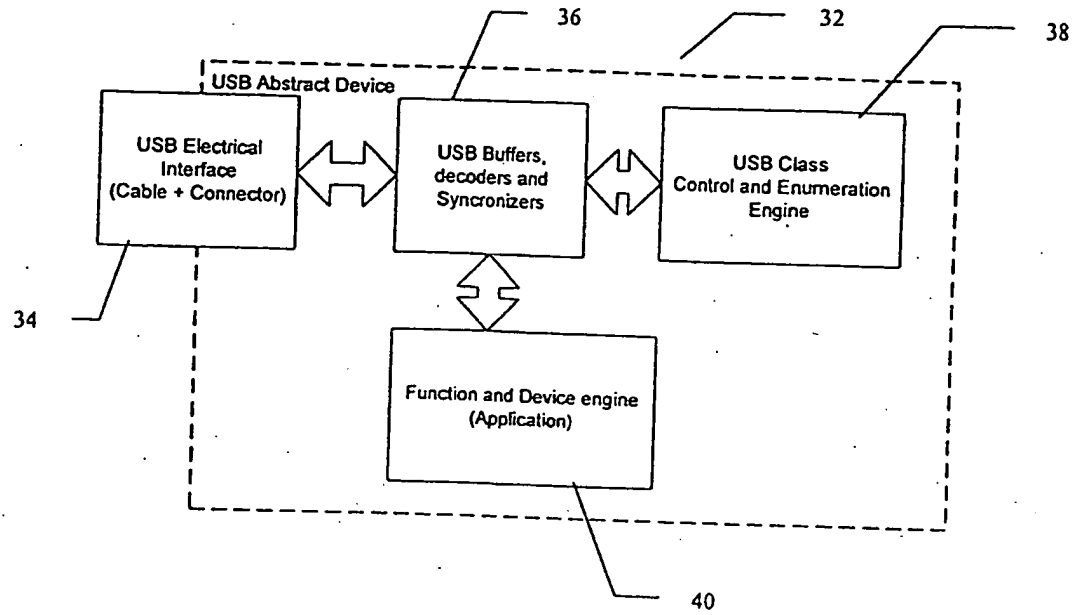 36
32
38
USB Abstract Device
USB Electrical
Interface
(Cable + Connector)
USB Buffers,
decoders and
Syncronizers
USB Class
Control and Enumeration
Engine
34
Function and Device engine
(Application)
40